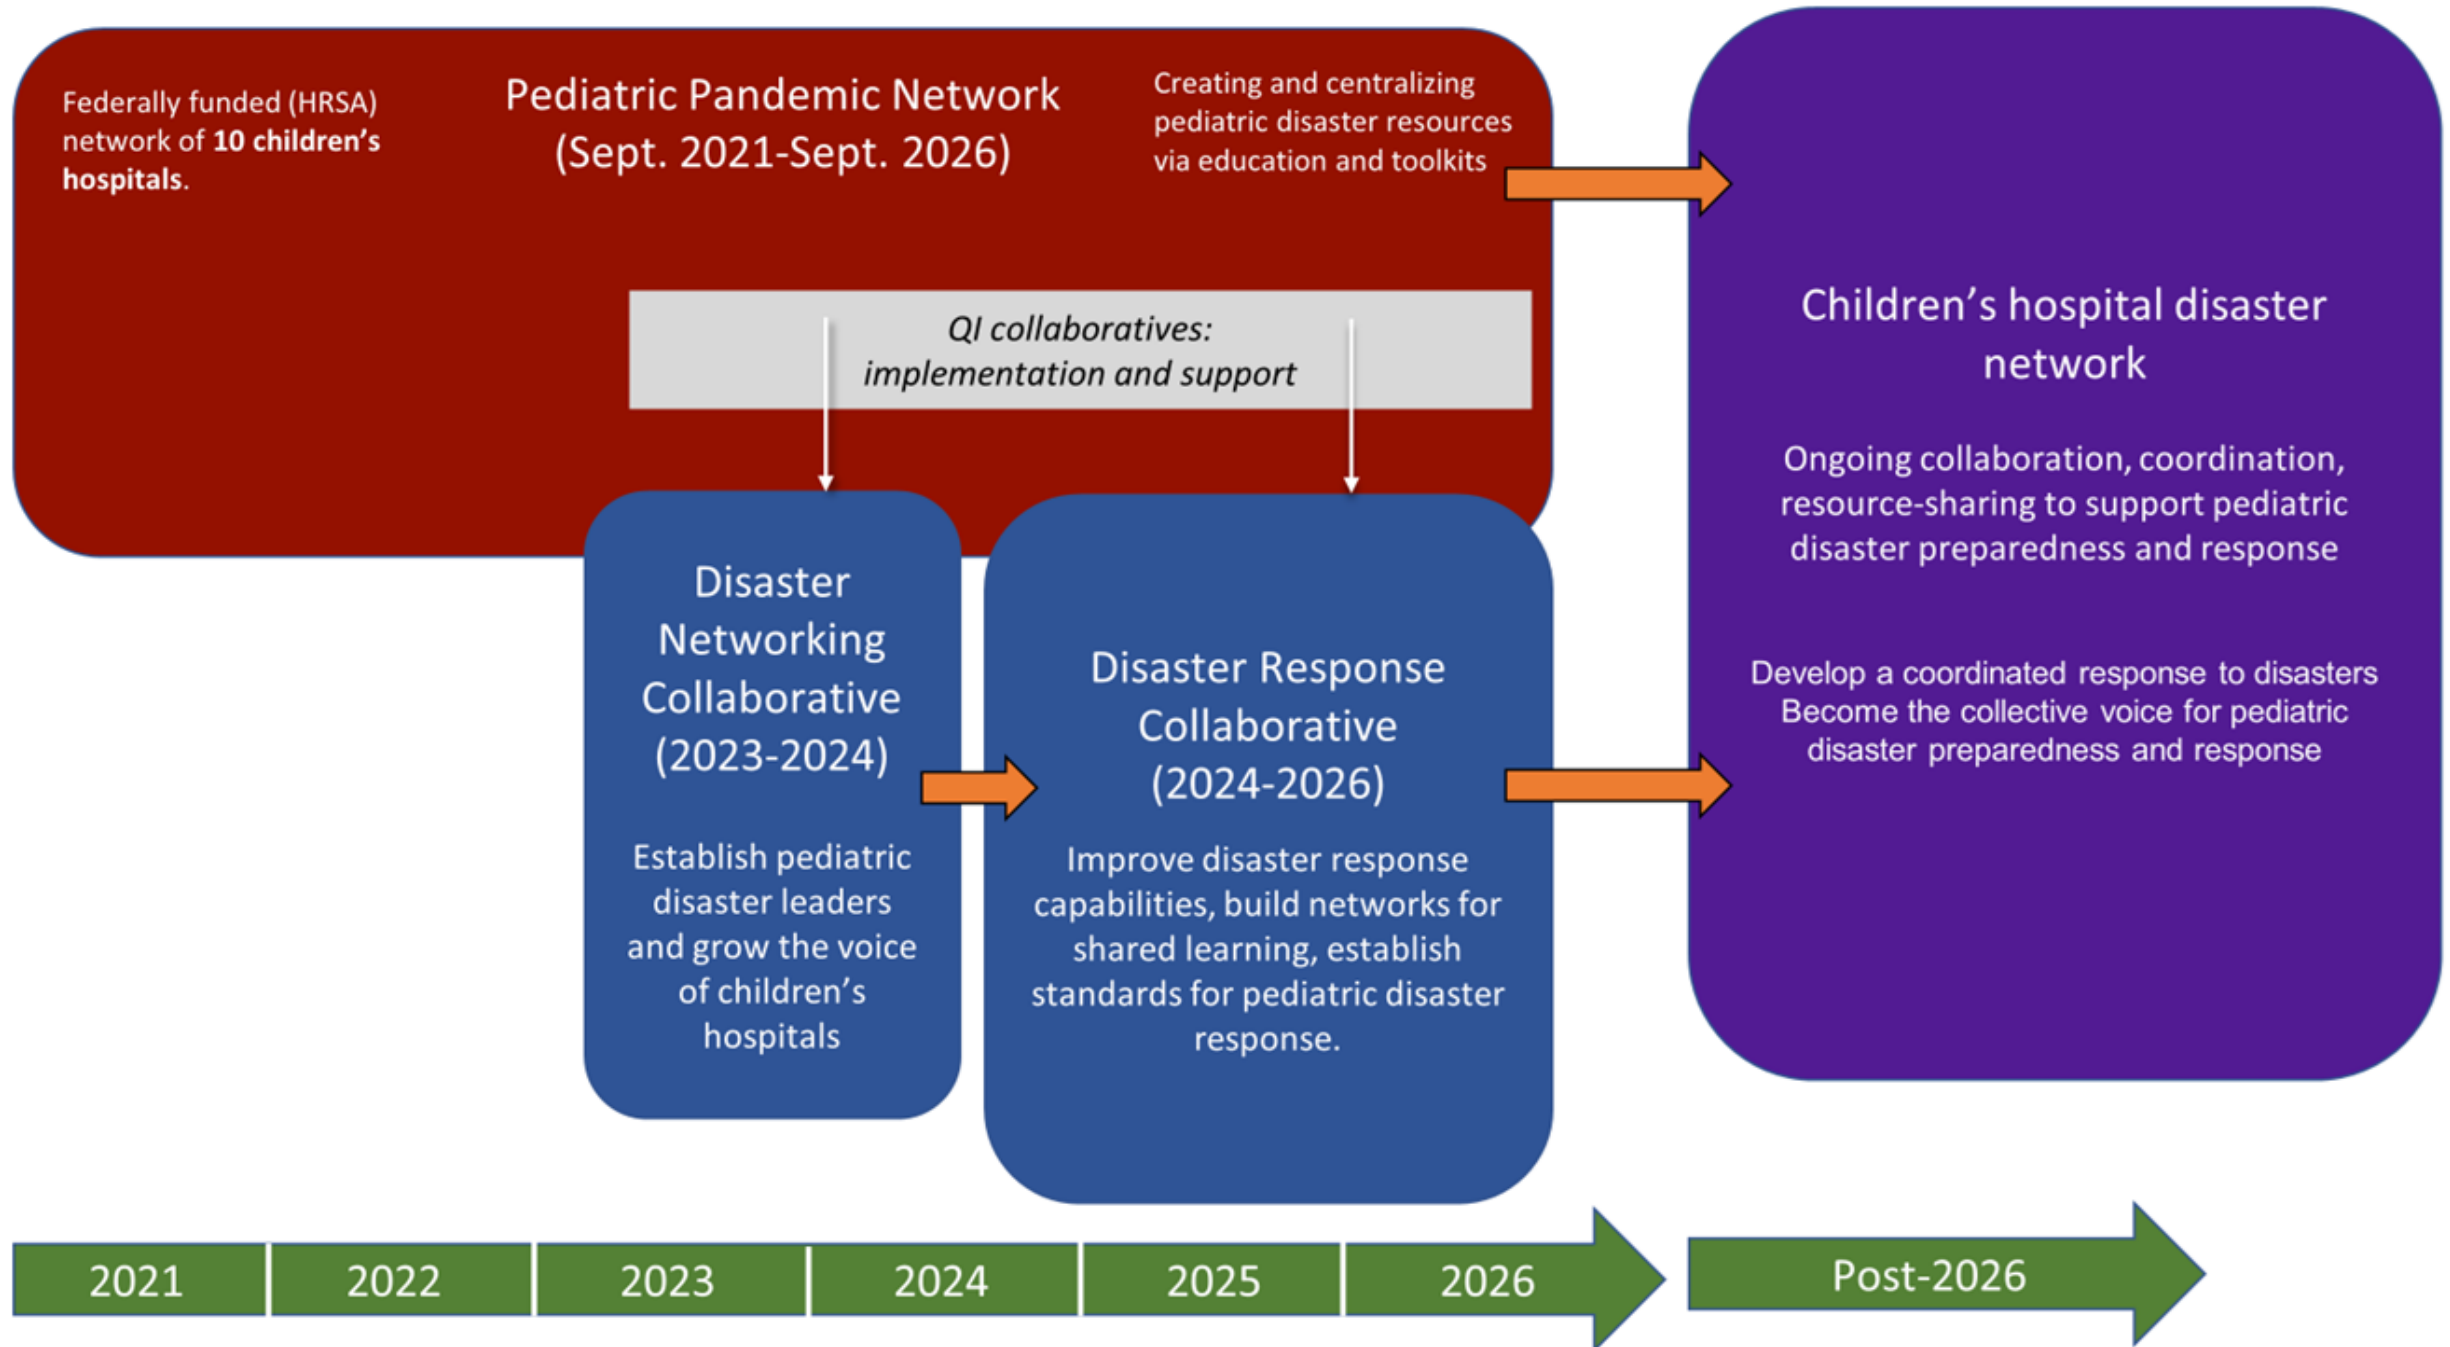 Federally funded (HRSA)
network of 10 children’s
hospitals.
Pediatric Pandemic Network
(Sept. 2021-Sept. 2026)
Creating and centralizing
pediatric disaster resources
via education and toolkits
QI collaboratives:
implementation and support
Disaster
Networking
Collaborative
(2023-2024)
Establish pediatric
disaster leaders
and grow the voice
of children’s
hospitals
Disaster Response
Collaborative
(2024-2026)
Improve disaster response
capabilities, build networks for
shared learning, establish
standards for pediatric disaster
response.
Children’s hospital disaster
network
Ongoing collaboration, coordination,
resource-sharing to support pediatric
disaster preparedness and response
Develop a coordinated response to disasters
Become the collective voice for pediatric
disaster preparedness and response
2021
2022
2023
2024
2025
2026
Post-2026